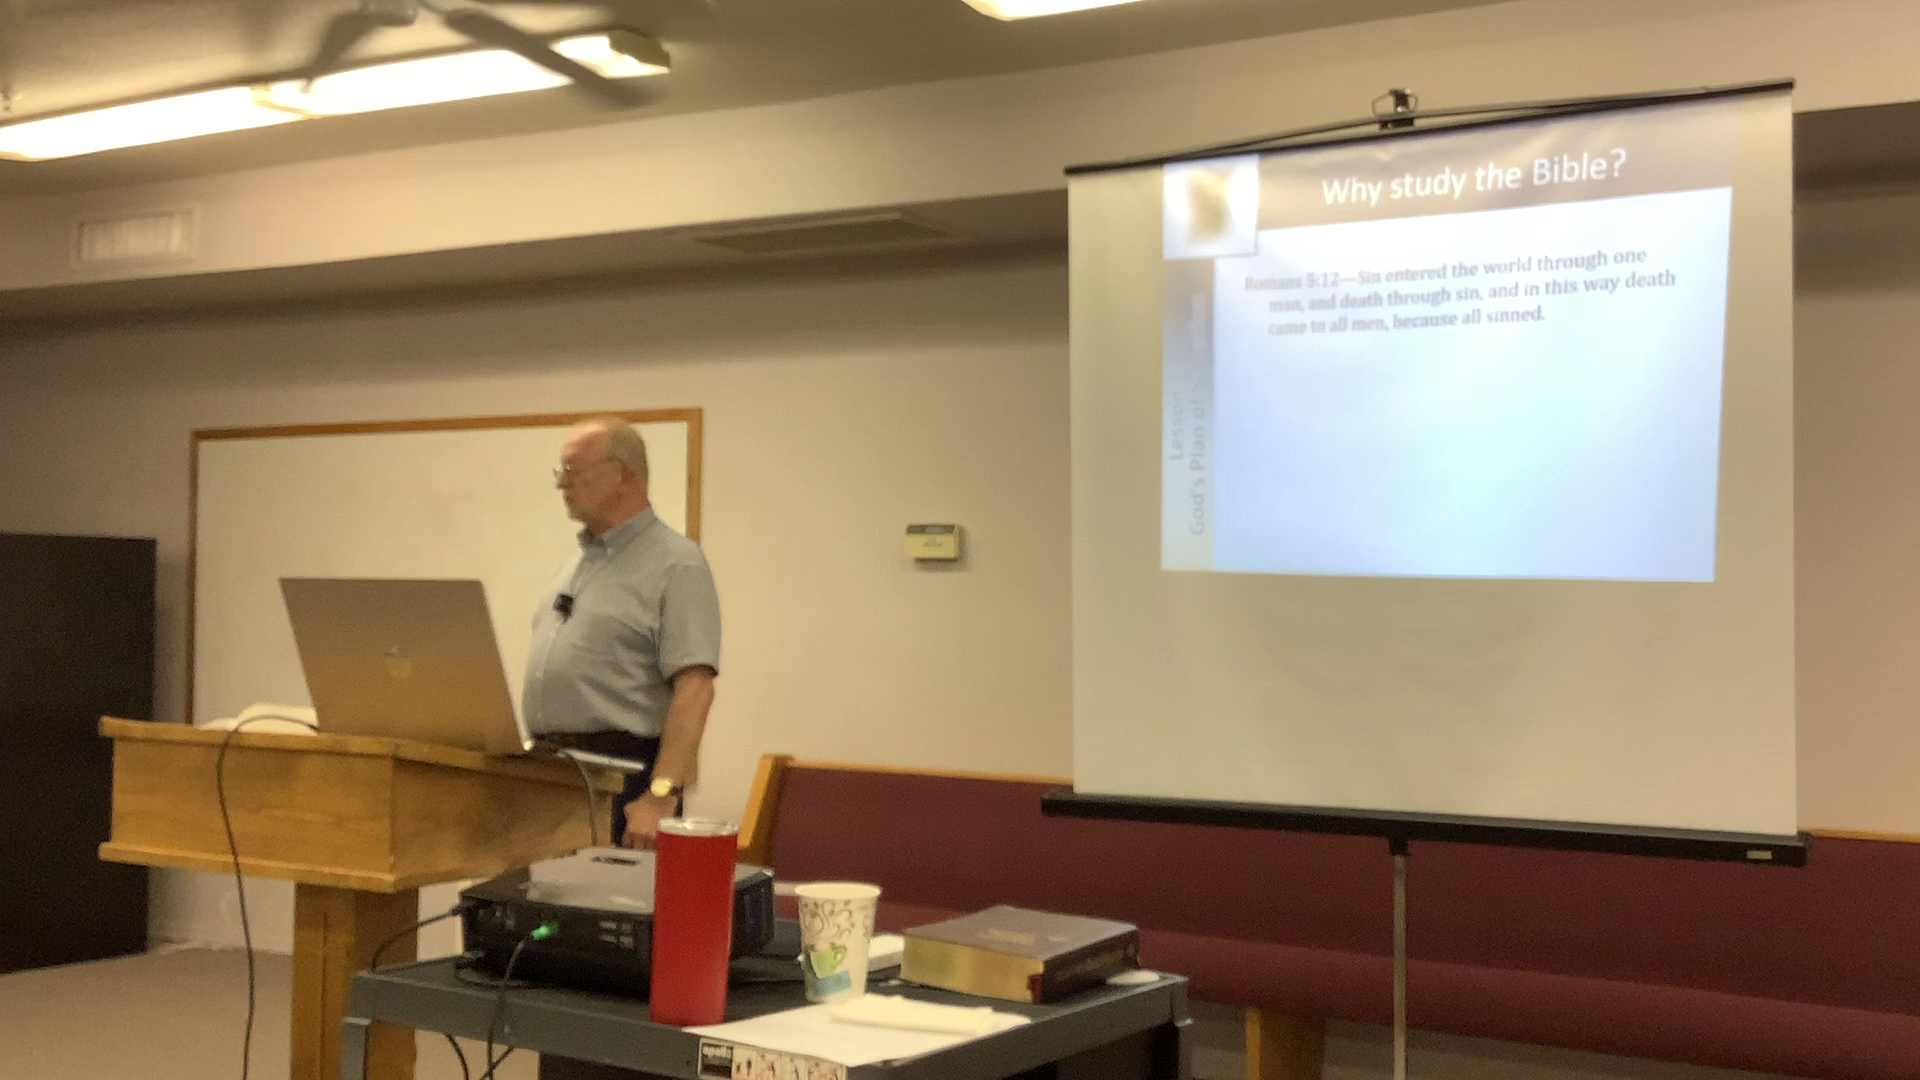 Why study the Bible?
Romans 5:12—Sin entered the world through one
man, and death through sin, and in this way death
came to all men, because all sinned.
Lesson
God's Plan of
apollo